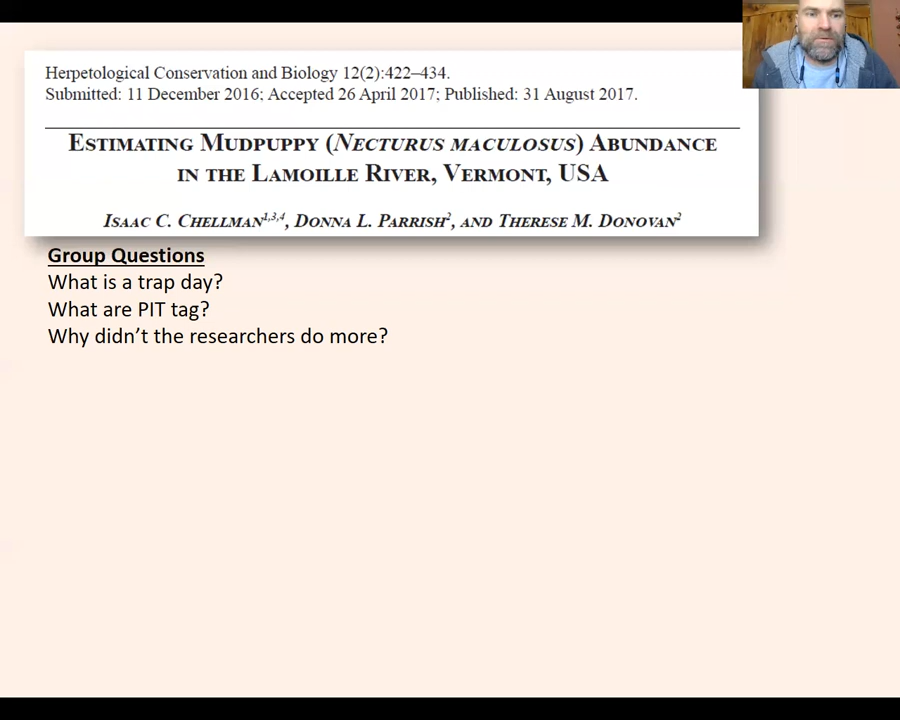 Herpetological Conservation and Biology 12(2):422–434.
Submitted: 11 December 2016; Accepted 26 April 2017; Published: 31 August 2017.
Estimating Mudpuppy (Necturus maculosus) Abundance
in the Lamoille River, Vermont, USA
Isaac C. Chellman1,3,4, Donna L. Parrish2, and Therese M. Donovan2
Group Questions
What is a trap day?
What are PIT tag?
Why didn’t the researchers do more?